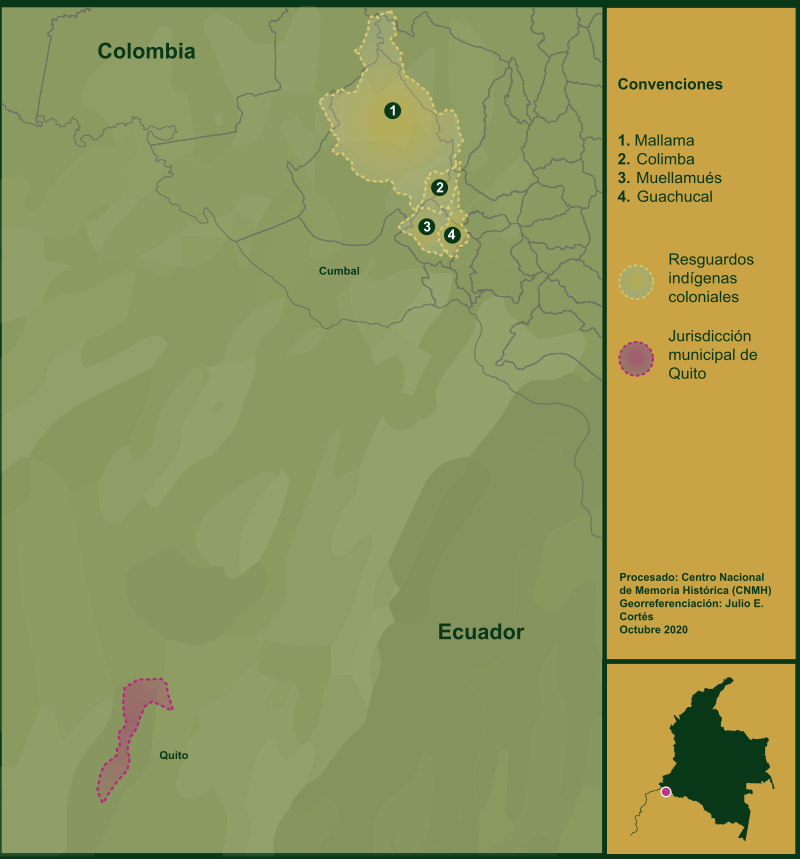 Colombia
1
2
3
4
Cumbal
Ecuador
Quito
Convenciones
1. Mallama
2. Colimba
3. Muellamués
4. Guachucal
Resguardos
indígenas
coloniales
Jurisdicción
municipal de
Quito
Procesado: Centro Nacional
de Memoria Histórica (CNMH)
Georreferenciación: Julio E.
Cortés
Octubre 2020